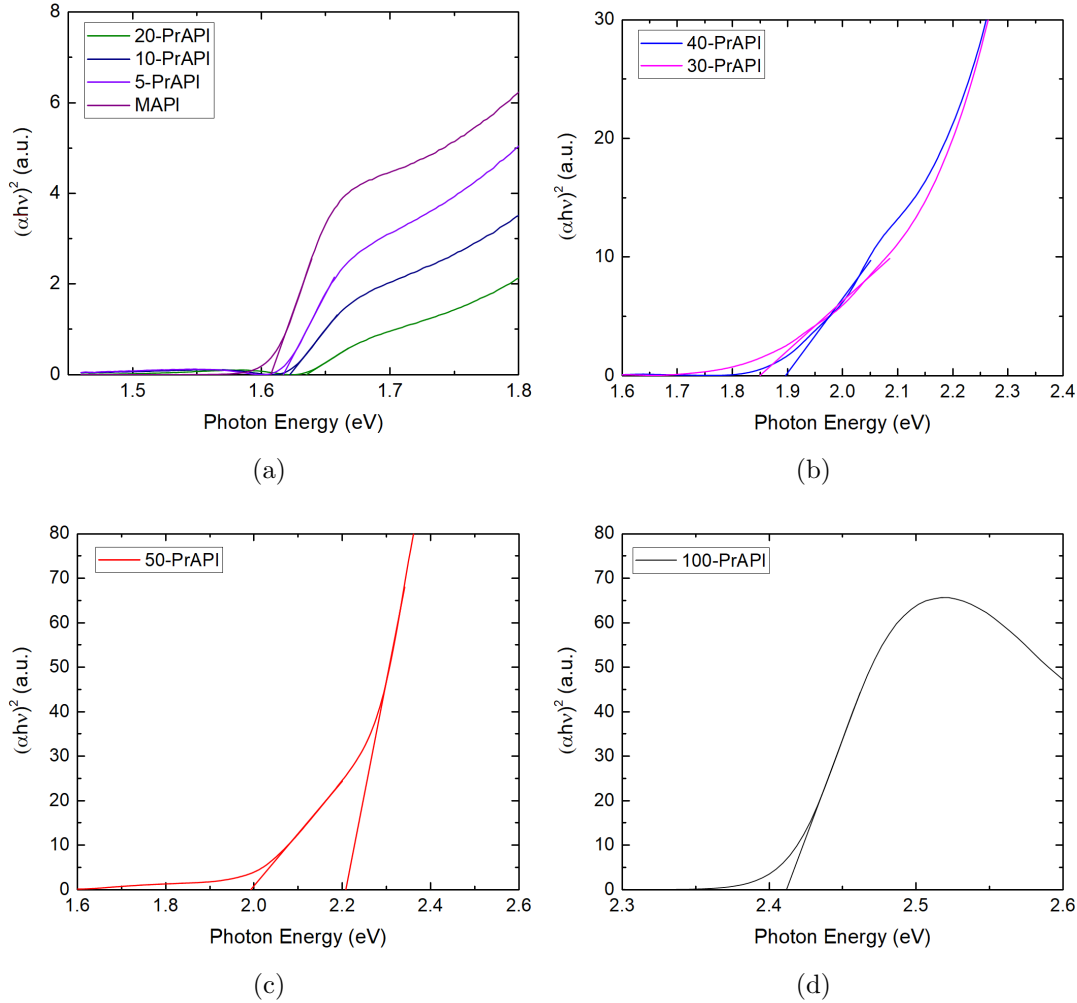 8
6
4
2
0
(αhν)² (a.u.)
20-PrAPI
10-PrAPI
5-PrAPI
MAPI
1.5 1.6 1.7 1.8
Photon Energy (eV)
(a)
30
20
10
0
(αhν)² (a.u.)
40-PrAPI
30-PrAPI
1.6 1.7 1.8 1.9 2.0 2.1 2.2 2.3 2.4
Photon Energy (eV)
(b)
80
70
60
50
40
30
20
10
0
(αhν)² (a.u.)
50-PrAPI
1.6 1.8 2.0 2.2 2.4 2.6
Photon Energy (eV)
(c)
80
70
60
50
40
30
20
10
0
(αhν)² (a.u.)
100-PrAPI
2.3 2.4 2.5 2.6
Photon Energy (eV)
(d)